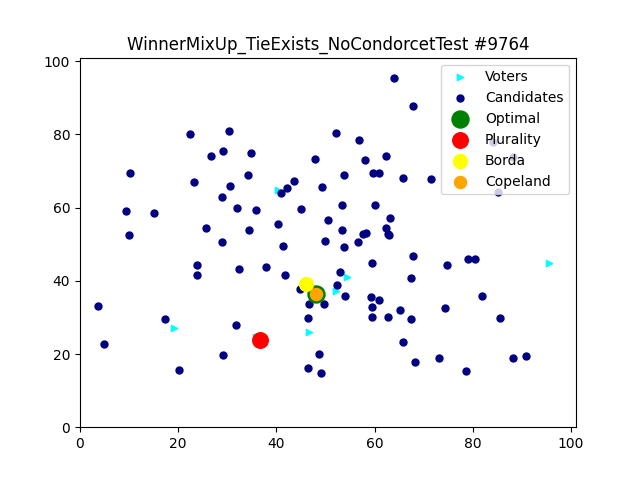 WinnerMixUp_TieExists_NoCondorcetTest #9764
100
80
60
40
20
0
0 20 40 60 80 100
Voters
Candidates
Optimal
Plurality
Borda
Copeland